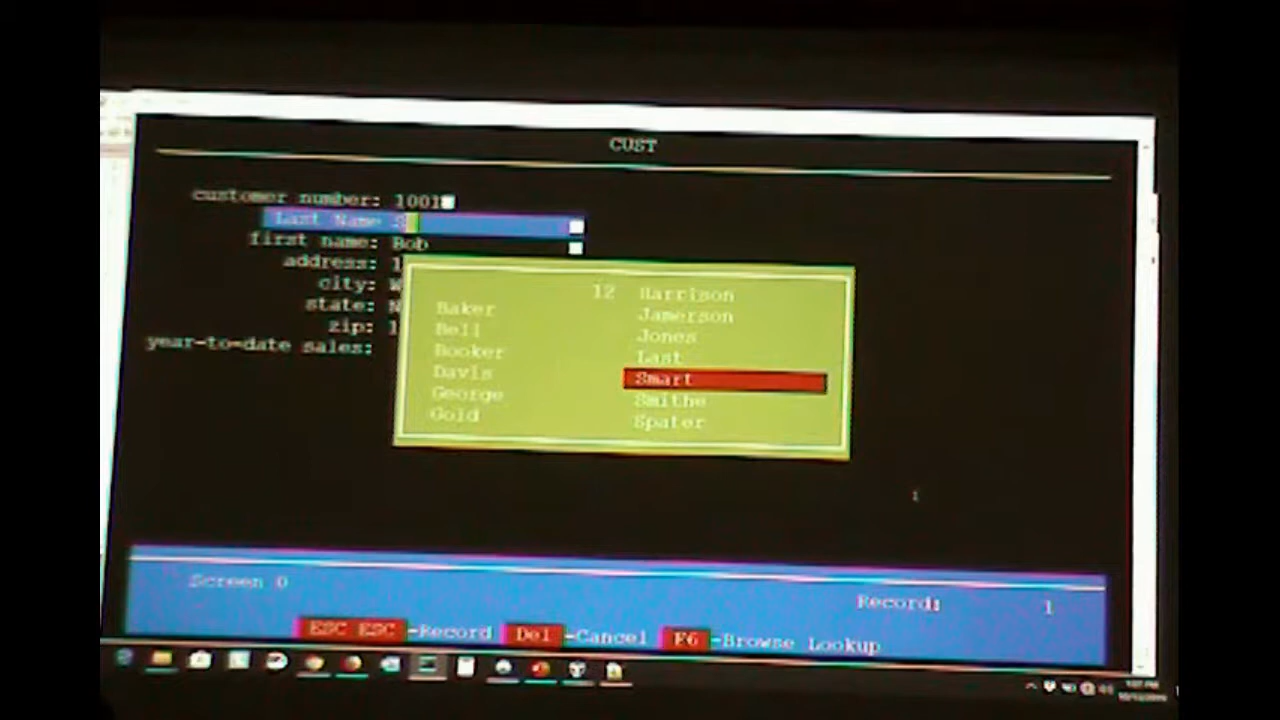 CUST
customer number: 1001
Last Name S
first name: Bob
address: 1
city: W
state: N
zip: 1
year-to-date sales:
12
Baker
Bell
Booker
Davis
George
Gold
Harrison
Jamerson
Jones
Last
Smart
Smithe
Spater
Screen 0
Record: 1
ESC ESC-Record Del-Cancel F6-Browse Lookup